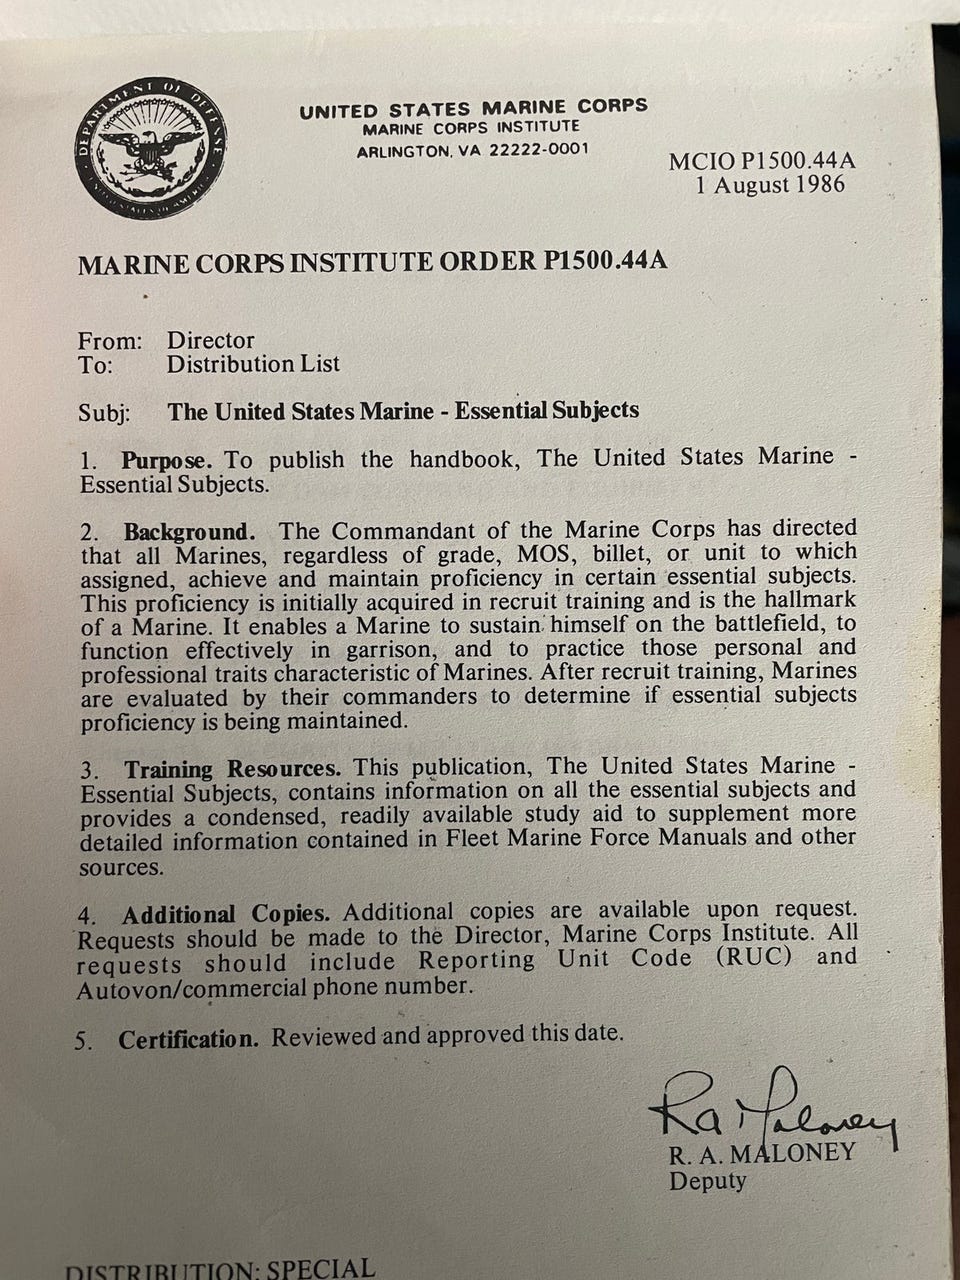 DEPARTMENT OF DEFENSE
UNITED STATES OF AMERICA
UNITED STATES MARINE CORPS
MARINE CORPS INSTITUTE
ARLINGTON, VA 22222-0001
MCIO P1500.44A
1 August 1986
MARINE CORPS INSTITUTE ORDER P1500.44A
From: Director
To: Distribution List
Subj: The United States Marine - Essential Subjects
1. Purpose. To publish the handbook, The United States Marine -
Essential Subjects.
2. Background. The Commandant of the Marine Corps has directed
that all Marines, regardless of grade, MOS, billet, or unit to which
assigned, achieve and maintain proficiency in certain essential subjects.
This proficiency is initially acquired in recruit training and is the hallmark
of a Marine. It enables a Marine to sustain himself on the battlefield, to
function effectively in garrison, and to practice those personal and
professional traits characteristic of Marines. After recruit training, Marines
are evaluated by their commanders to determine if essential subjects
proficiency is being maintained.
3. Training Resources. This publication, The United States Marine -
Essential Subjects, contains information on all the essential subjects and
provides a condensed, readily available study aid to supplement more
detailed information contained in Fleet Marine Force Manuals and other
sources.
4. Additional Copies. Additional copies are available upon request.
Requests should be made to the Director, Marine Corps Institute. All
requests should include Reporting Unit Code (RUC) and
Autovon/commercial phone number.
5. Certification. Reviewed and approved this date.
Ra Maloney
R. A. MALONEY
Deputy
DISTRIBUTION: SPECIAL